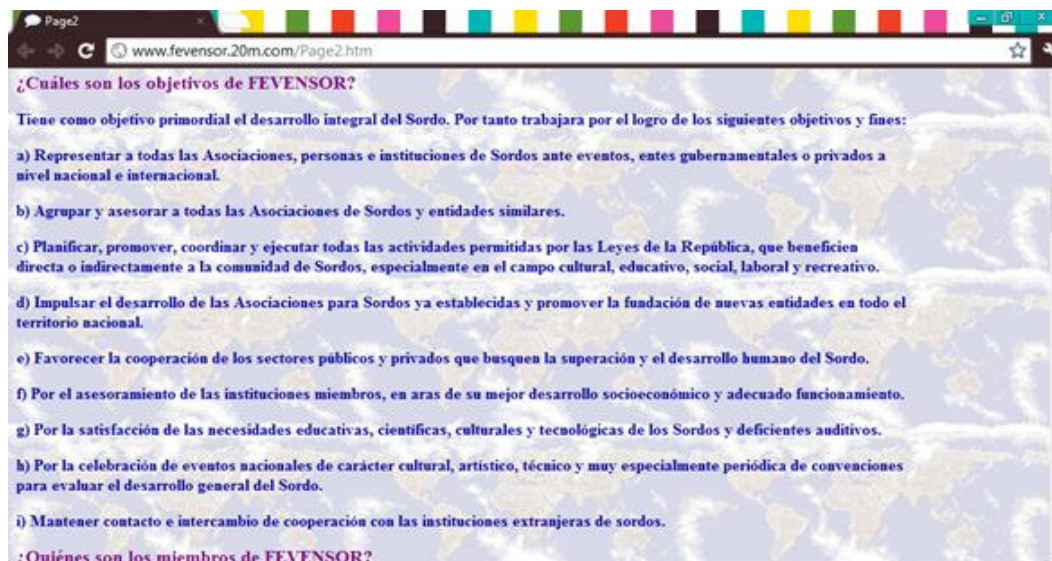 Page2
www.fevensor.20m.com/Page2.htm
¿Cuáles son los objetivos de FEVENSOR?
Tiene como objetivo primordial el desarrollo integral del Sordo. Por tanto trabajara por el logro de los siguientes objetivos y fines:
a) Representar a todas las Asociaciones, personas e instituciones de Sordos ante eventos, entes gubernamentales o privados a
nivel nacional e internacional.
b) Agrupar y asesorar a todas las Asociaciones de Sordos y entidades similares.
c) Planificar, promover, coordinar y ejecutar todas las actividades permitidas por las Leyes de la República, que beneficien
directa o indirectamente a la comunidad de Sordos, especialmente en el campo cultural, educativo, social, laboral y recreativo.
d) Impulsar el desarrollo de las Asociaciones para Sordos ya establecidas y promover la fundación de nuevas entidades en todo el
territorio nacional.
e) Favorecer la cooperación de los sectores públicos y privados que busquen la superación y el desarrollo humano del Sordo.
f) Por el asesoramiento de las instituciones miembros, en aras de su mejor desarrollo socioeconómico y adecuado funcionamiento.
g) Por la satisfacción de las necesidades educativas, científicas, culturales y tecnológicas de los Sordos y deficientes auditivos.
h) Por la celebración de eventos nacionales de carácter cultural, artístico, técnico y muy especialmente periódica de convenciones
para evaluar el desarrollo general del Sordo.
i) Mantener contacto e intercambio de cooperación con las instituciones extranjeras de sordos.
¿Quiénes son los miembros de FEVENSOR?